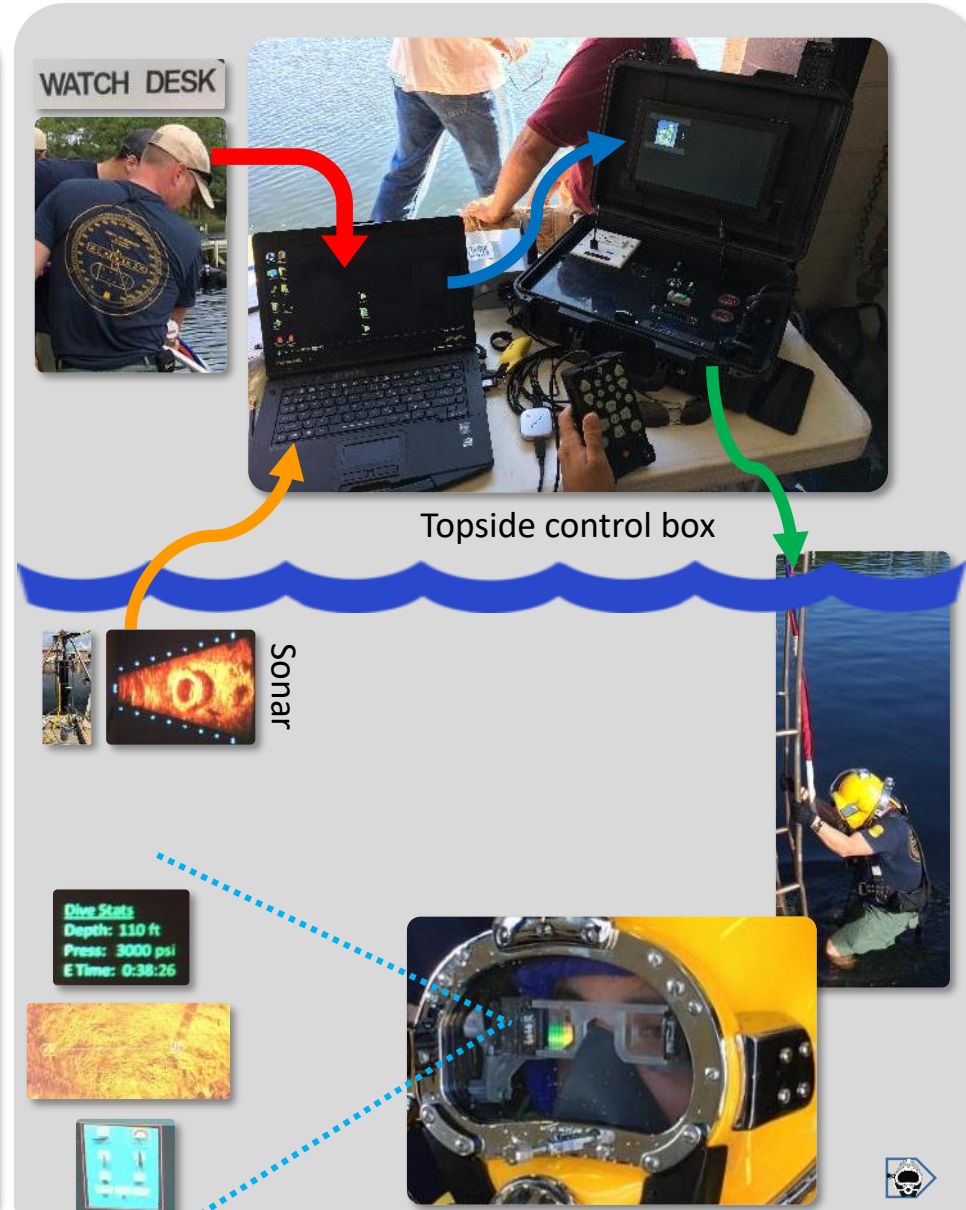 WATCH DESK
Topside control box
Sonar
Dive Stats
Depth: 110 ft
Press: 3000 psi
E Time: 0:38:26